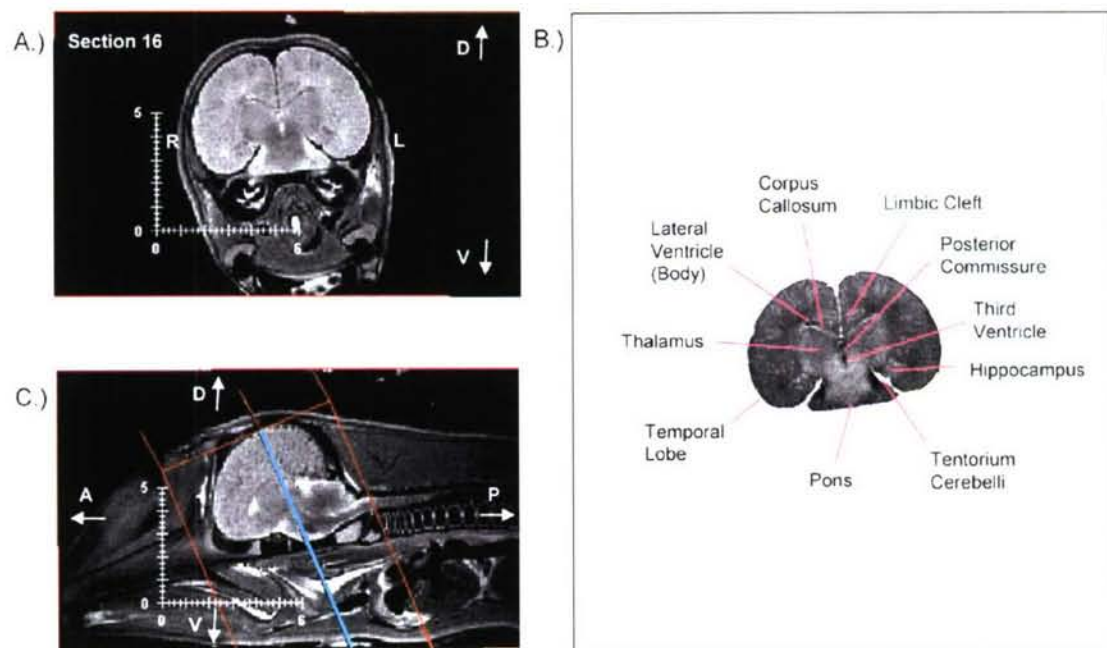 A.)
Section 16
D
5
R
L
0
0
6
V
B.)
Corpus
Callosum
Limbic Cleft
Lateral
Ventricle
(Body)
Posterior
Commissure
Thalamus
Third
Ventricle
Hippocampus
Temporal
Lobe
Pons
Tentorium
Cerebelli
C.)
D
A
5
P
0
0
6
V